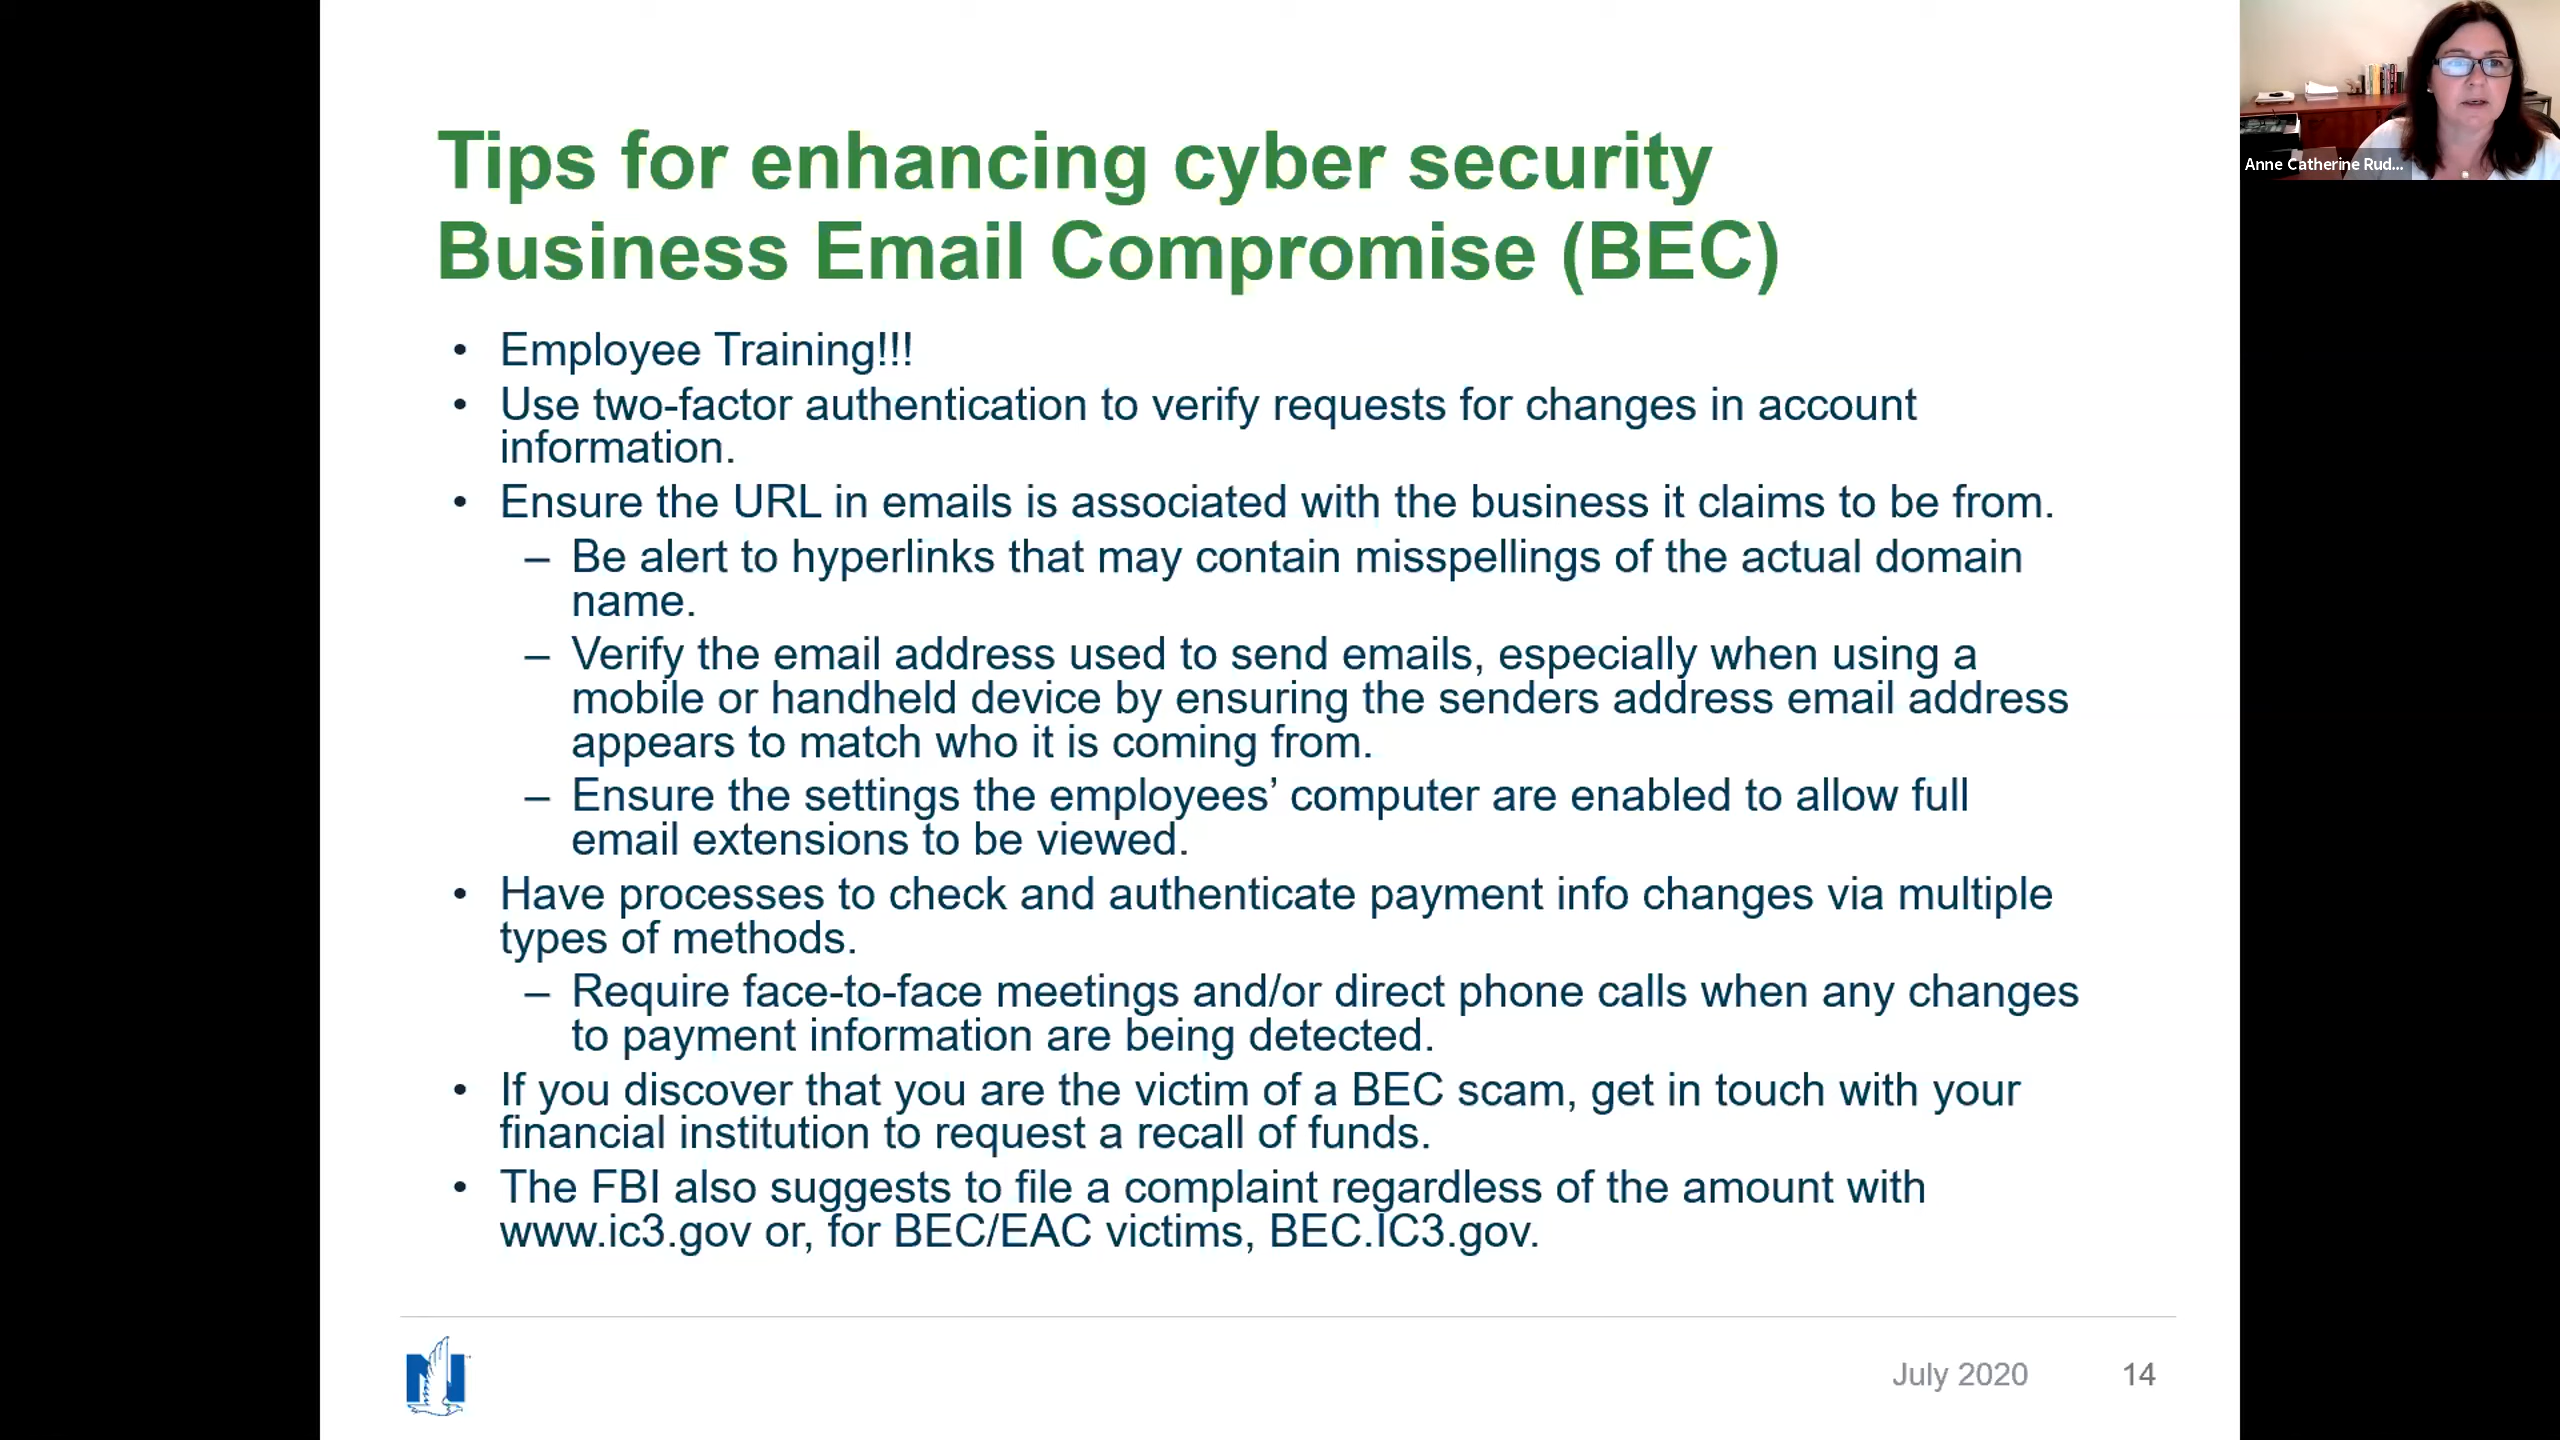 Tips for enhancing cyber security
Business Email Compromise (BEC)
• Employee Training!!!
• Use two-factor authentication to verify requests for changes in account
information.
• Ensure the URL in emails is associated with the business it claims to be from.
– Be alert to hyperlinks that may contain misspellings of the actual domain
name.
– Verify the email address used to send emails, especially when using a
mobile or handheld device by ensuring the senders address email address
appears to match who it is coming from.
– Ensure the settings the employees’ computer are enabled to allow full
email extensions to be viewed.
• Have processes to check and authenticate payment info changes via multiple
types of methods.
– Require face-to-face meetings and/or direct phone calls when any changes
to payment information are being detected.
• If you discover that you are the victim of a BEC scam, get in touch with your
financial institution to request a recall of funds.
• The FBI also suggests to file a complaint regardless of the amount with
www.ic3.gov or, for BEC/EAC victims, BEC.IC3.gov.
N
July 2020 14
Anne Catherine Rud...